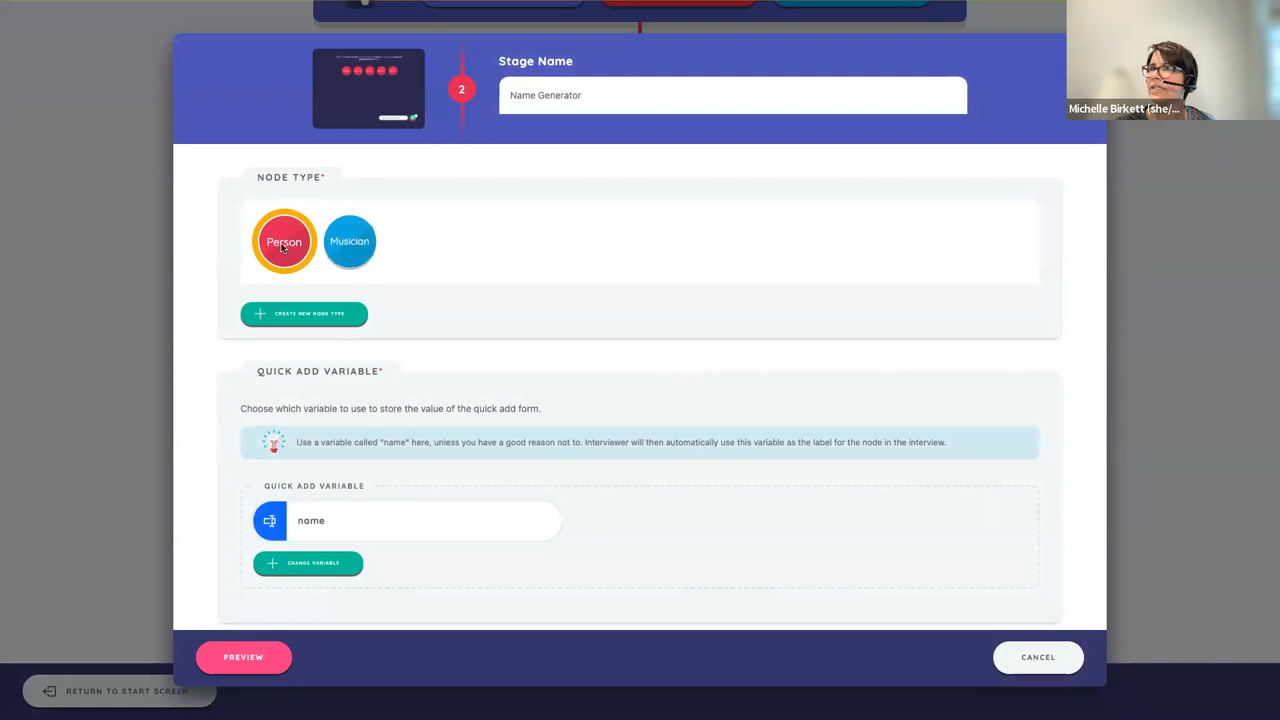 Stage Name
2
Name Generator
Michelle Birkett (she/...
NODE TYPE*
Person
Musician
CREATE NEW NODE TYPE
QUICK ADD VARIABLE*
Choose which variable to use to store the value of the quick add form.
Use a variable called "name" here, unless you have a good reason not to. Interviewer will then automatically use this variable as the label for the node in the interview.
QUICK ADD VARIABLE
name
CHANGE VARIABLE
PREVIEW
CANCEL
RETURN TO START SCREEN